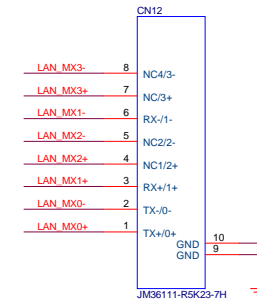 CN12
LAN_MX3- 8 NC4/3-
LAN_MX3+ 7 NC/3+
LAN_MX1- 6 RX-/1-
LAN_MX2- 5 NC2/2-
LAN_MX2+ 4 NC1/2+
LAN_MX1+ 3 RX+/1+
LAN_MX0- 2 TX-/0-
LAN_MX0+ 1 TX+/0+
GND 10
GND 9
JM36111-R5K23-7H